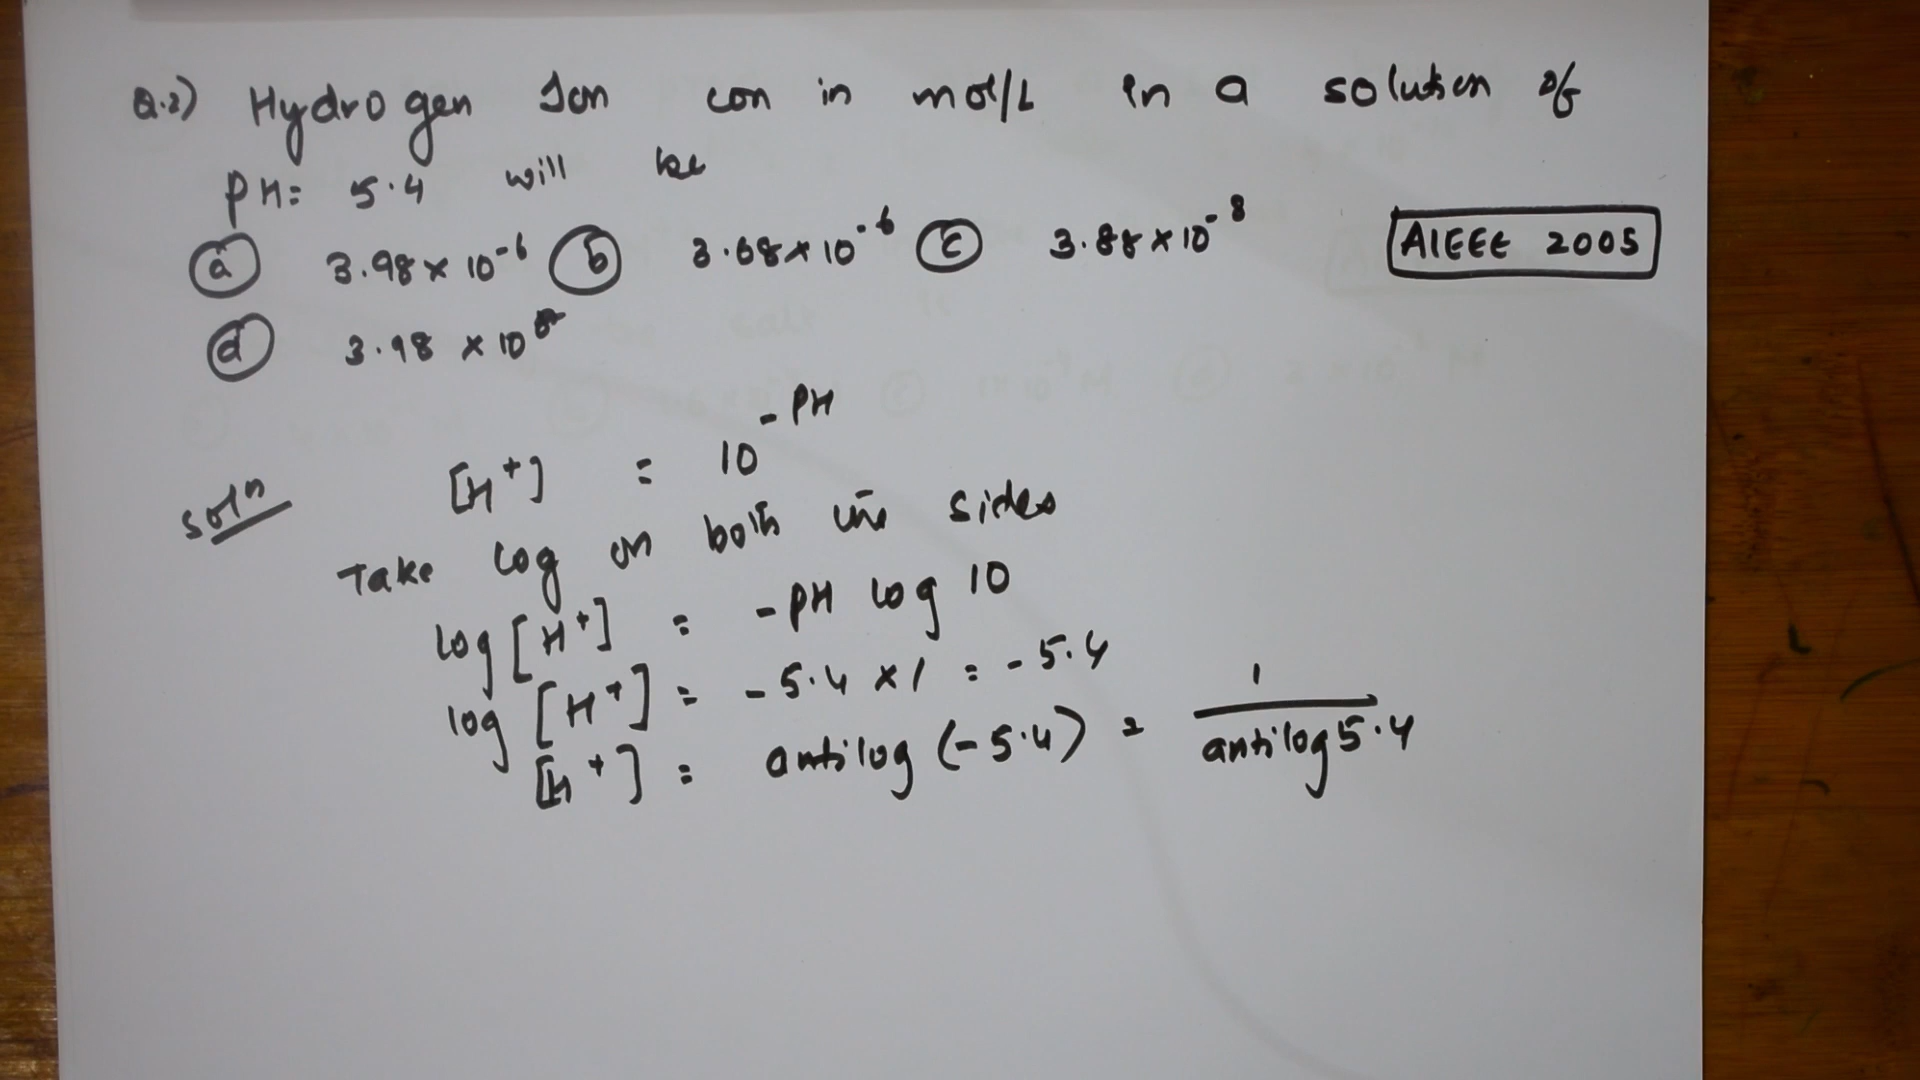 Q.2) Hydrogen Ion con in mol/L in a solution of
PH= 5.4 will be
(a) 3.98 × 10^-6 (b) 3.68 × 10^-6 (c) 3.88 × 10^-8 AIEEE 2005
(d) 3.98 × 10
Soln [H+] = 10^-PH
Take log on both the sides
log [H+] = -PH log 10
log [H+] = -5.4 × 1 = -5.4
[H+] = antilog (-5.4) = 1 / antilog 5.4